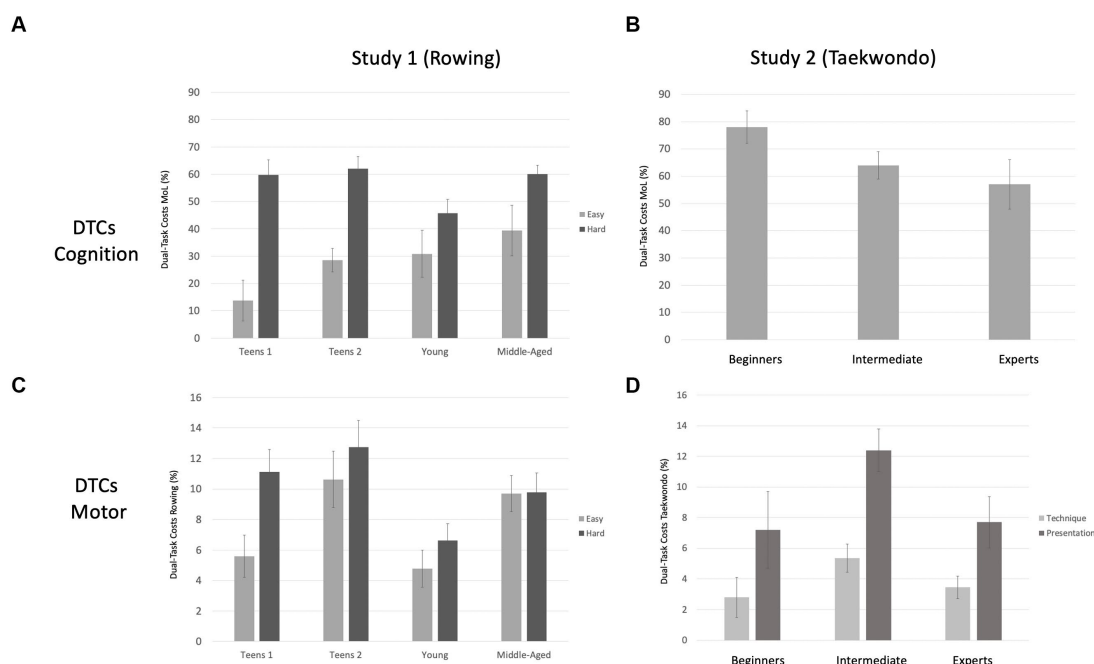 A
B
Study 1 (Rowing)
Study 2 (Taekwondo)
DTCs
Cognition
Dual-Task Costs MoL (%)
90
80
70
60
50
40
30
20
10
0
Teens 1
Teens 2
Young
Middle-Aged
Easy
Hard
Dual-Task Costs MoL (%)
90
80
70
60
50
40
30
20
10
0
Beginners
Intermediate
Experts
C
D
DTCs
Motor
Dual-Task Costs Rowing (%)
16
14
12
10
8
6
4
2
0
Teens 1
Teens 2
Young
Middle-Aged
Easy
Hard
Dual-Task Costs Taekwondo (%)
16
14
12
10
8
6
4
2
0
Beginners
Intermediate
Experts
Technique
Presentation